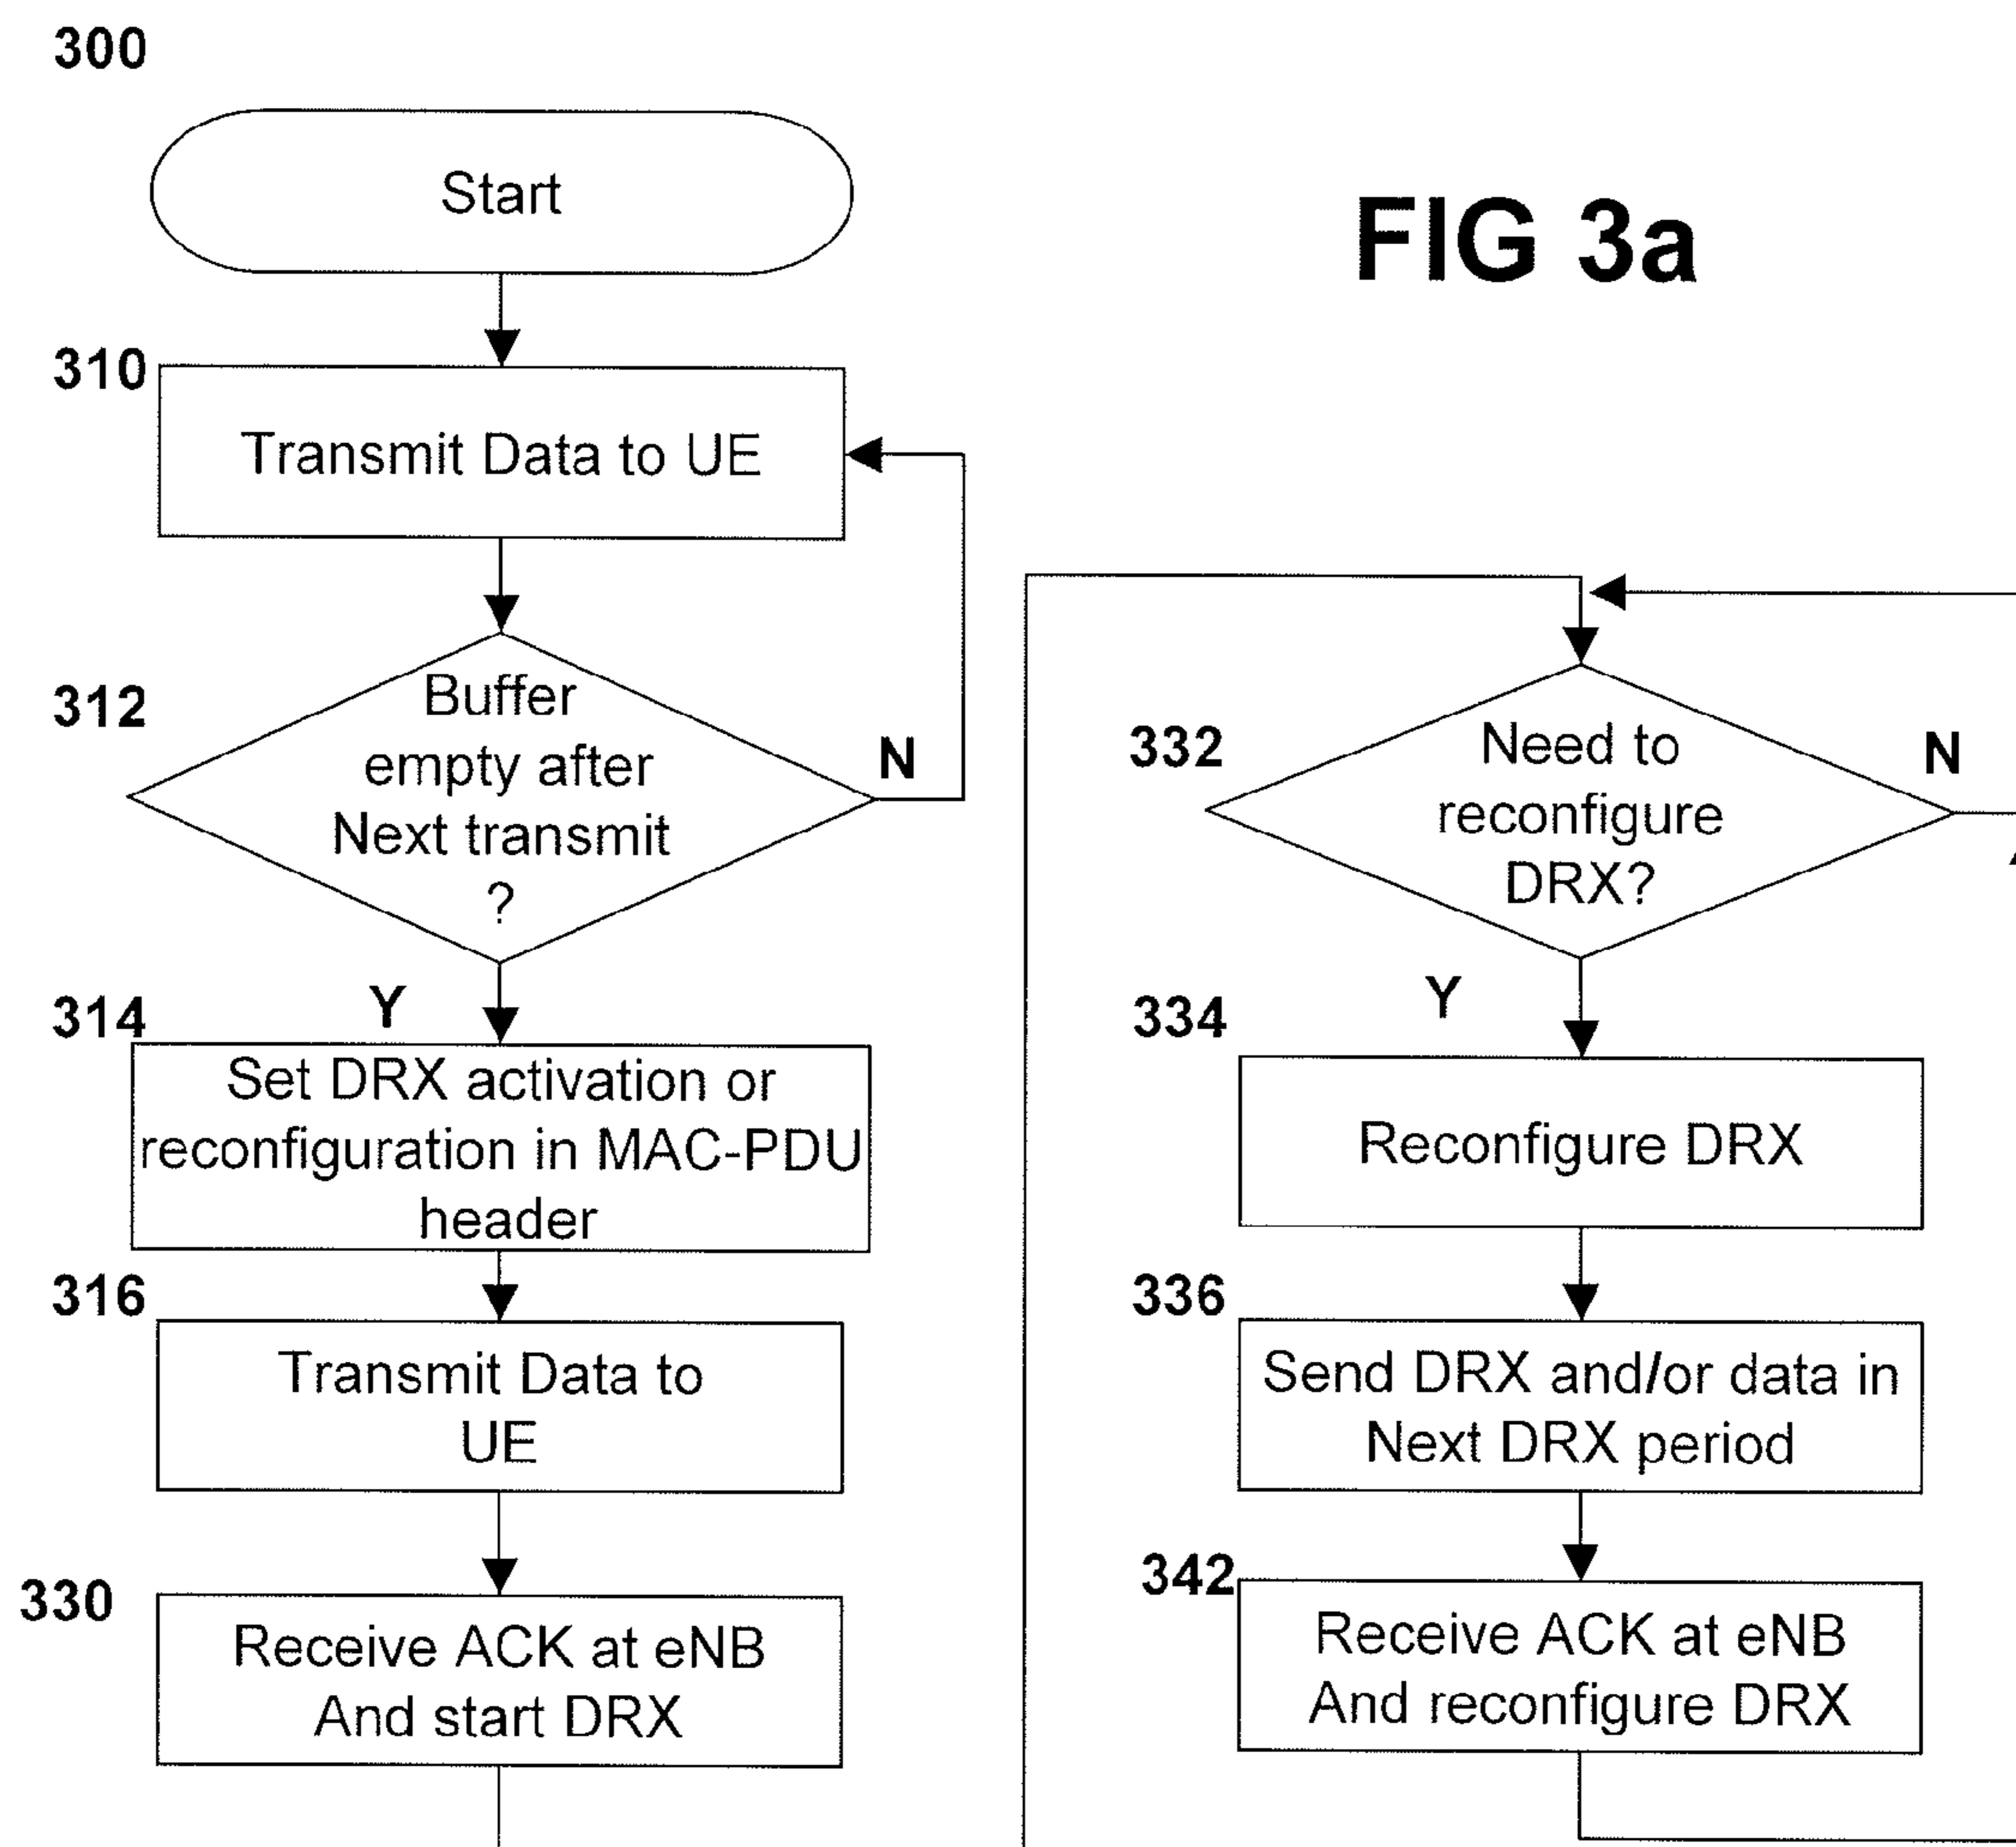 300
Start
FIG 3a
310
Transmit Data to UE
312
Buffer
empty after
Next transmit
?
N
Y
314
Set DRX activation or
reconfiguration in MAC-PDU
header
316
Transmit Data to
UE
330
Receive ACK at eNB
And start DRX
332
Need to
reconfigure
DRX?
N
Y
334
Reconfigure DRX
336
Send DRX and/or data in
Next DRX period
342
Receive ACK at eNB
And reconfigure DRX